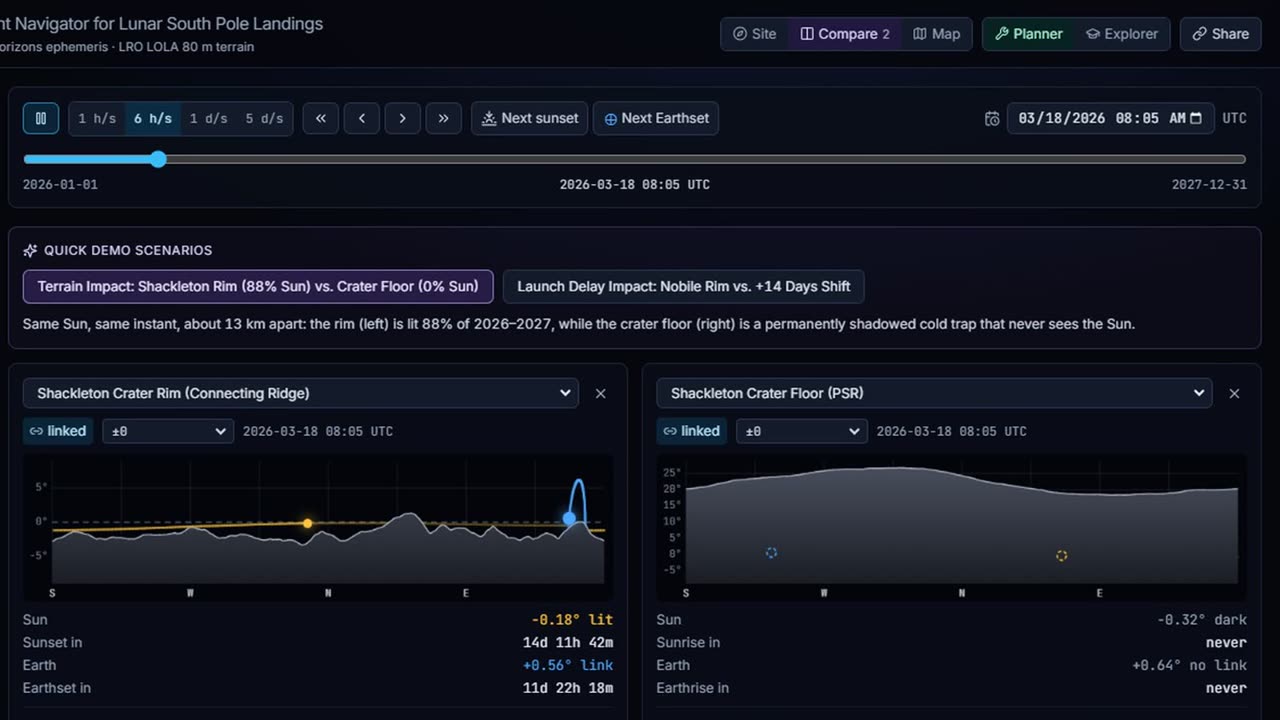 nt Navigator for Lunar South Pole Landings
orizons ephemeris · LRO LOLA 80 m terrain
Site Compare 2 Map Planner Explorer Share
1 h/s 6 h/s 1 d/s 5 d/s Next sunset Next Earthset 03/18/2026 08:05 AM UTC
2026-01-01 2026-03-18 08:05 UTC 2027-12-31
QUICK DEMO SCENARIOS
Terrain Impact: Shackleton Rim (88% Sun) vs. Crater Floor (0% Sun) Launch Delay Impact: Nobile Rim vs. +14 Days Shift
Same Sun, same instant, about 13 km apart: the rim (left) is lit 88% of 2026–2027, while the crater floor (right) is a permanently shadowed cold trap that never sees the Sun.
Shackleton Crater Rim (Connecting Ridge)
linked ±0 2026-03-18 08:05 UTC
5°
0°
-5°
S W N E
Sun -0.18° lit
Sunset in 14d 11h 42m
Earth +0.56° link
Earthset in 11d 22h 18m
Shackleton Crater Floor (PSR)
linked ±0 2026-03-18 08:05 UTC
25°
20°
15°
10°
5°
0°
-5°
S W N E
Sun -0.32° dark
Sunrise in never
Earth +0.64° no link
Earthrise in never